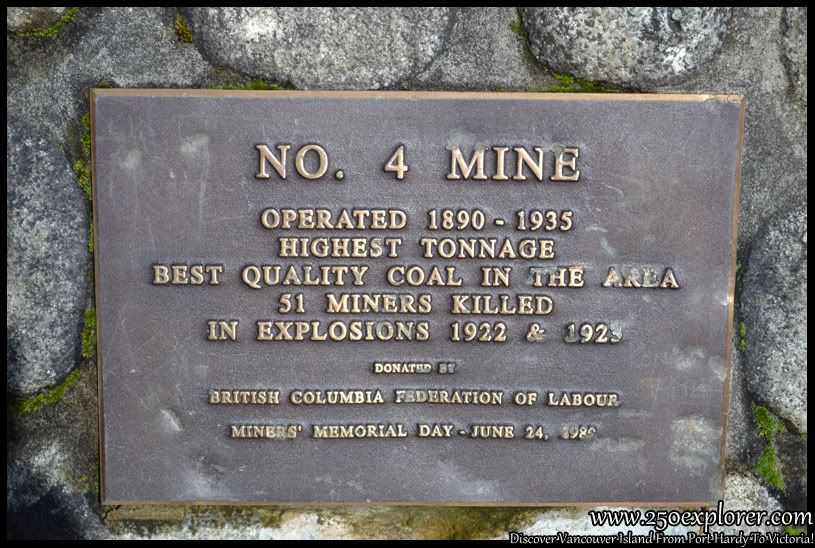 NO. 4 MINE
OPERATED 1890 - 1935
HIGHEST TONNAGE
BEST QUALITY COAL IN THE AREA
51 MINERS KILLED
IN EXPLOSIONS 1922 & 1923
DONATED BY
BRITISH COLUMBIA FEDERATION OF LABOUR
MINERS' MEMORIAL DAY - JUNE 24, 1989
www.250explorer.com
Discover Vancouver Island From Port Hardy To Victoria!